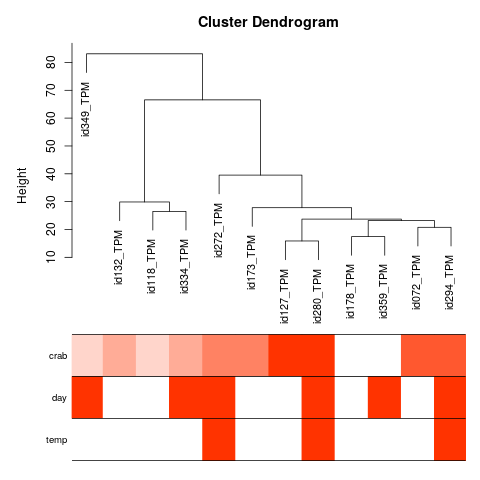 Cluster Dendrogram
Height
80
70
60
50
40
30
20
10
id349_TPM
id132_TPM
id118_TPM
id334_TPM
id272_TPM
id173_TPM
id127_TPM
id280_TPM
id178_TPM
id359_TPM
id072_TPM
id294_TPM
crab
day
temp